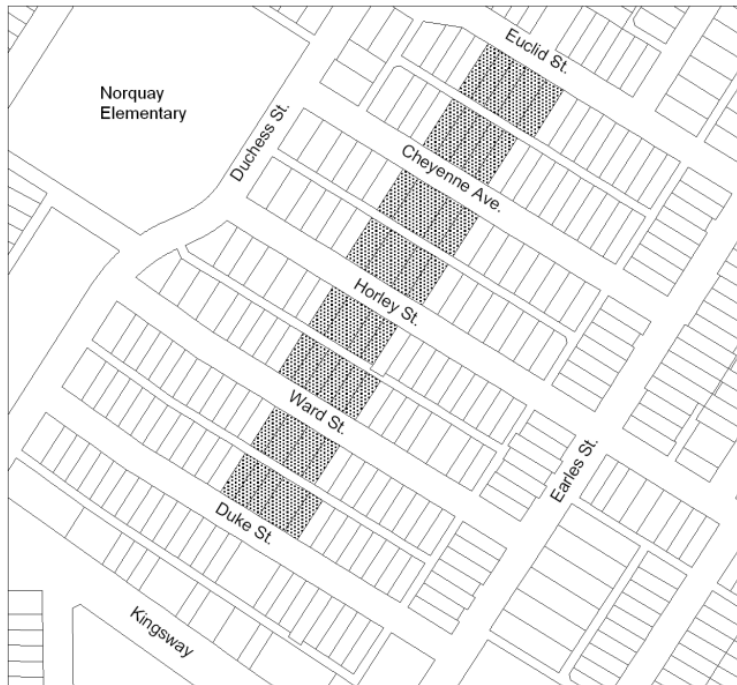 Euclid St.
Norquay
Elementary
Duchess St.
Cheyenne Ave.
Horley St.
Ward St.
Earles St.
Duke St.
Kingsway